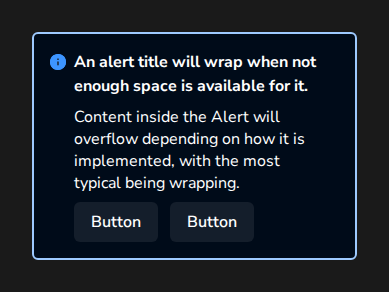 An alert title will wrap when not
enough space is available for it.
Content inside the Alert will
overflow depending on how it is
implemented, with the most
typical being wrapping.
Button Button